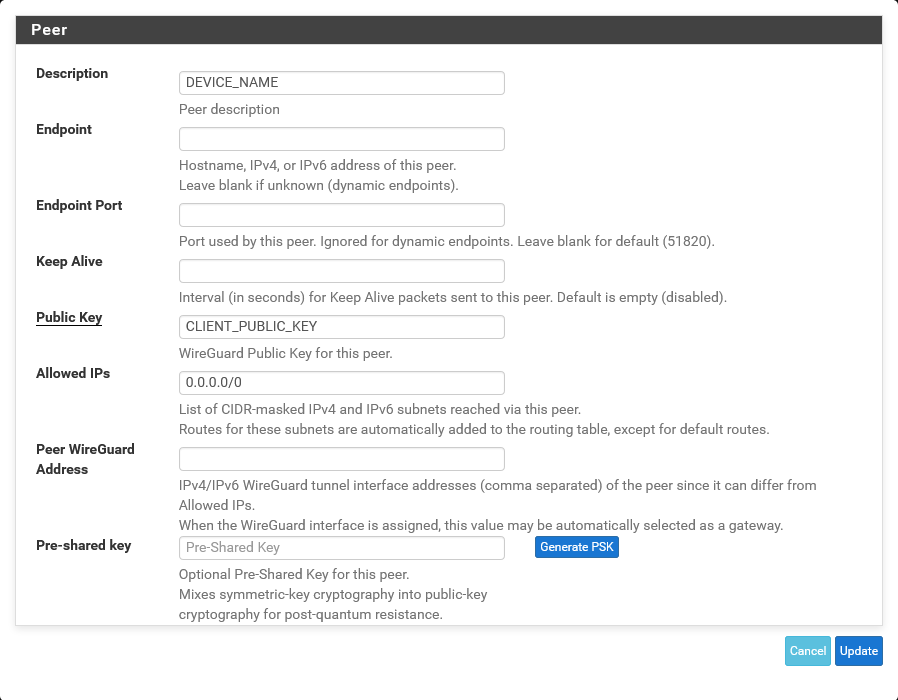 Peer
Description
DEVICE_NAME
Peer description
Endpoint
Hostname, IPv4, or IPv6 address of this peer.
Leave blank if unknown (dynamic endpoints).
Endpoint Port
Port used by this peer. Ignored for dynamic endpoints. Leave blank for default (51820).
Keep Alive
Interval (in seconds) for Keep Alive packets sent to this peer. Default is empty (disabled).
Public Key
CLIENT_PUBLIC_KEY
WireGuard Public Key for this peer.
Allowed IPs
0.0.0.0/0
List of CIDR-masked IPv4 and IPv6 subnets reached via this peer.
Routes for these subnets are automatically added to the routing table, except for default routes.
Peer WireGuard
Address
IPv4/IPv6 WireGuard tunnel interface addresses (comma separated) of the peer since it can differ from
Allowed IPs.
When the WireGuard interface is assigned, this value may be automatically selected as a gateway.
Pre-shared key
Pre-Shared Key
Generate PSK
Optional Pre-Shared Key for this peer.
Mixes symmetric-key cryptography into public-key
cryptography for post-quantum resistance.
Cancel
Update